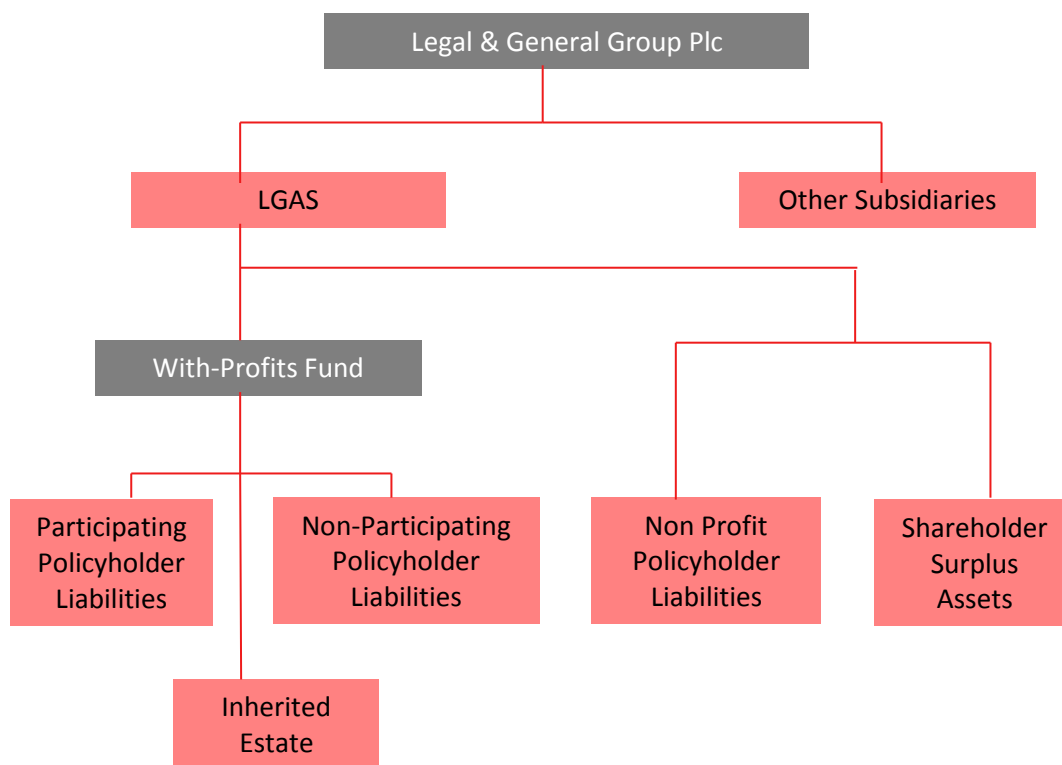 Legal & General Group Plc
LGAS
Other Subsidiaries
With-Profits Fund
Participating
Policyholder
Liabilities
Non-Participating
Policyholder
Liabilities
Non Profit
Policyholder
Liabilities
Shareholder
Surplus
Assets
Inherited
Estate